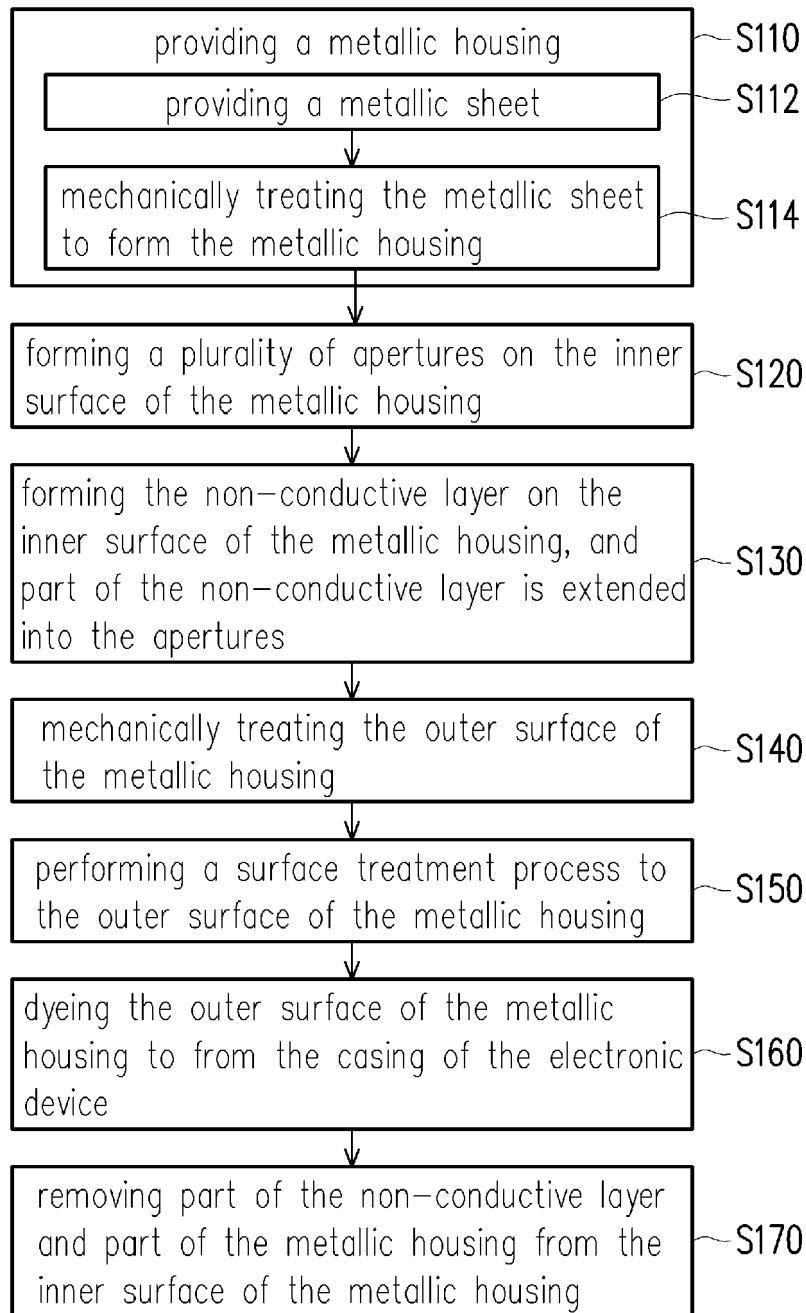 providing a metallic housing
S110
providing a metallic sheet
S112
mechanically treating the metallic sheet
to form the metallic housing
S114
forming a plurality of apertures on the inner
surface of the metallic housing
S120
forming the non-conductive layer on the
inner surface of the metallic housing, and
part of the non-conductive layer is extended
into the apertures
S130
mechanically treating the outer surface of
the metallic housing
S140
performing a surface treatment process to
the outer surface of the metallic housing
S150
dyeing the outer surface of the metallic
housing to from the casing of the electronic
device
S160
removing part of the non-conductive layer
and part of the metallic housing from the
inner surface of the metallic housing
S170